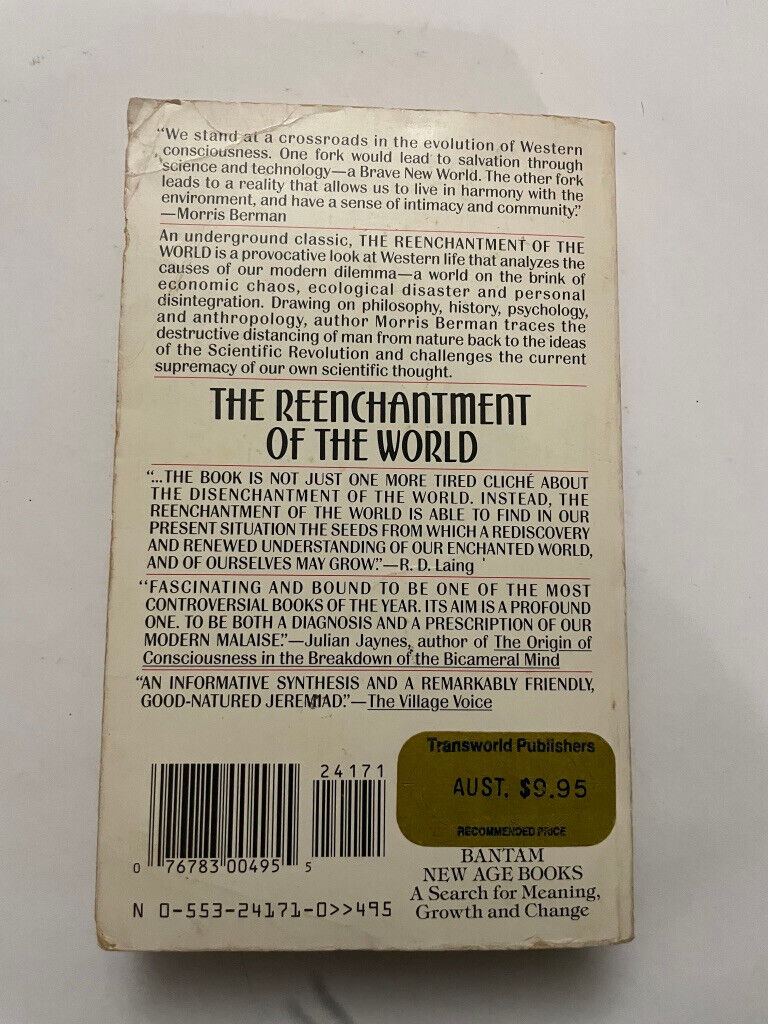 “We stand at a crossroads in the evolution of Western
consciousness. One fork would lead to salvation through
science and technology—a Brave New World. The other fork
leads to a reality that allows us to live in harmony with the
environment, and have a sense of intimacy and community.”
—Morris Berman
An underground classic, THE REENCHANTMENT OF THE
WORLD is a provocative look at Western life that analyzes the
causes of our modern dilemma—a world on the brink of
economic chaos, ecological disaster and personal
disintegration. Drawing on philosophy, history, psychology,
and anthropology, author Morris Berman traces the
destructive distancing of man from nature back to the ideas
of the Scientific Revolution and challenges the current
supremacy of our own scientific thought.
THE REENCHANTMENT
OF THE WORLD
“...THE BOOK IS NOT JUST ONE MORE TIRED CLICHÉ ABOUT
THE DISENCHANTMENT OF THE WORLD. INSTEAD, THE
REENCHANTMENT OF THE WORLD IS ABLE TO FIND IN OUR
PRESENT SITUATION THE SEEDS FROM WHICH A REDISCOVERY
AND RENEWED UNDERSTANDING OF OUR ENCHANTED WORLD,
AND OF OURSELVES MAY GROW.”—R. D. Laing
“FASCINATING AND BOUND TO BE ONE OF THE MOST
CONTROVERSIAL BOOKS OF THE YEAR. ITS AIM IS A PROFOUND
ONE. TO BE BOTH A DIAGNOSIS AND A PRESCRIPTION OF OUR
MODERN MALAISE.”—Julian Jaynes, author of The Origin of
Consciousness in the Breakdown of the Bicameral Mind
“AN INFORMATIVE SYNTHESIS AND A REMARKABLY FRIENDLY,
GOOD-NATURED JEREMIAD.”—The Village Voice
Transworld Publishers
AUST. $9.95
RECOMMENDED PRICE
24171
0 76783 00495 5
N 0-553-24171-0>>495
BANTAM
NEW AGE BOOKS
A Search for Meaning,
Growth and Change